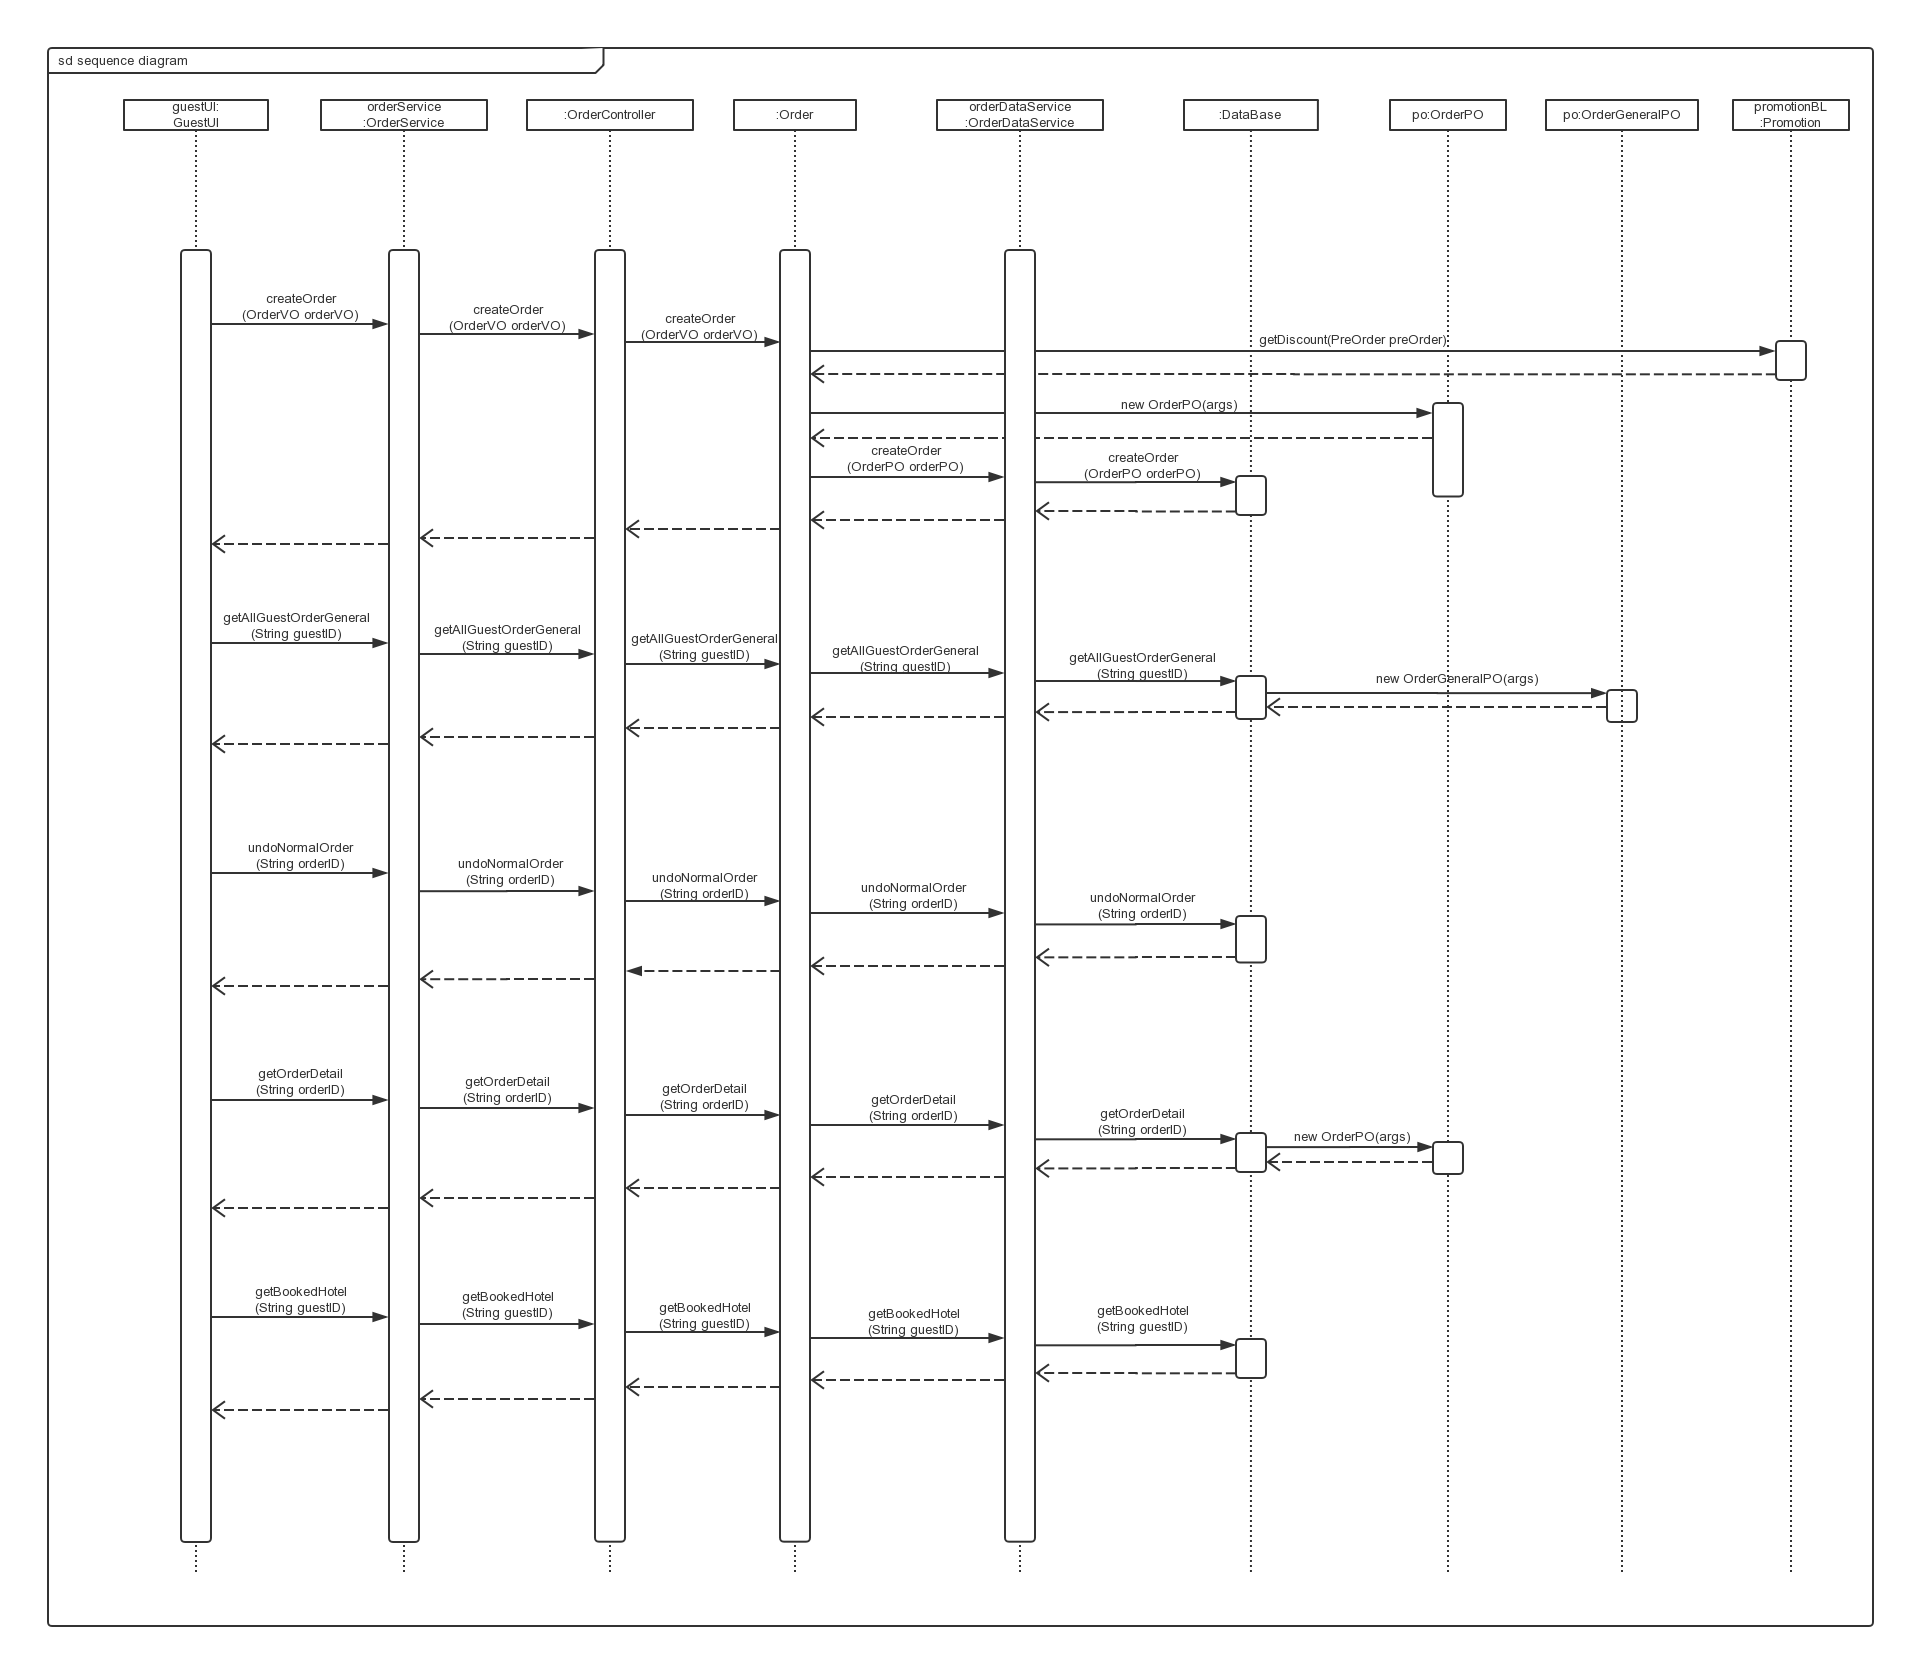 sd sequence diagram
guestUI:
GuestUI
orderService
:OrderService
:OrderController
:Order
orderDataService
:OrderDataService
:DataBase
po:OrderPO
po:OrderGeneralPO
promotionBL
:Promotion
createOrder
(OrderVO orderVO)
createOrder
(OrderVO orderVO)
createOrder
(OrderVO orderVO)
getDiscount(PreOrder preOrder)
new OrderPO(args)
createOrder
(OrderPO orderPO)
createOrder
(OrderPO orderPO)
getAllGuestOrderGeneral
(String guestID)
getAllGuestOrderGeneral
(String guestID)
getAllGuestOrderGeneral
(String guestID)
getAllGuestOrderGeneral
(String guestID)
getAllGuestOrderGeneral
(String guestID)
new OrderGeneralPO(args)
undoNormalOrder
(String orderID)
undoNormalOrder
(String orderID)
undoNormalOrder
(String orderID)
undoNormalOrder
(String orderID)
undoNormalOrder
(String orderID)
getOrderDetail
(String orderID)
getOrderDetail
(String orderID)
getOrderDetail
(String orderID)
getOrderDetail
(String orderID)
getOrderDetail
(String orderID)
new OrderPO(args)
getBookedHotel
(String guestID)
getBookedHotel
(String guestID)
getBookedHotel
(String guestID)
getBookedHotel
(String guestID)
getBookedHotel
(String guestID)